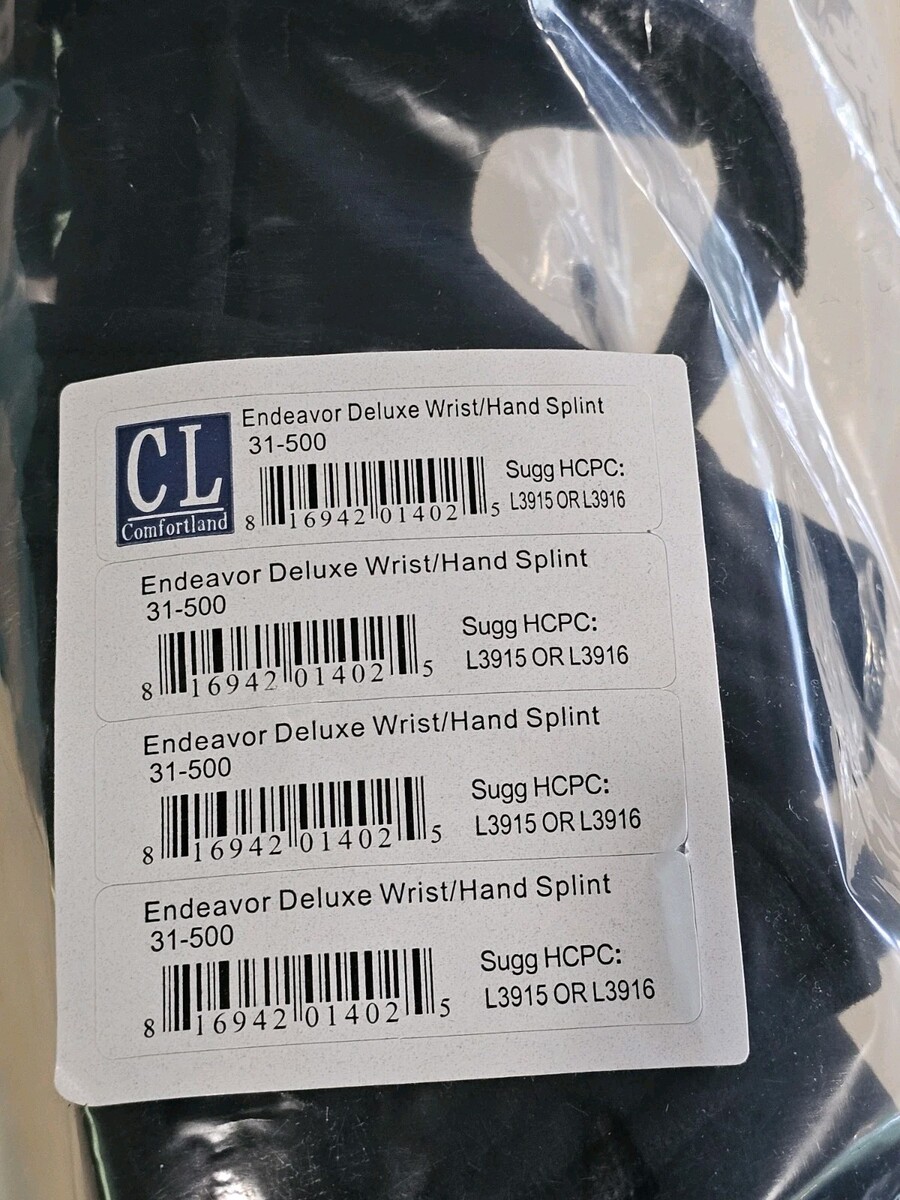 CL
Comfortland
Endeavor Deluxe Wrist/Hand Splint
31-500
Sugg HCPC:
L3915 OR L3916
8 16942 01402 5
Endeavor Deluxe Wrist/Hand Splint
31-500
Sugg HCPC:
L3915 OR L3916
8 16942 01402 5
Endeavor Deluxe Wrist/Hand Splint
31-500
Sugg HCPC:
L3915 OR L3916
8 16942 01402 5
Endeavor Deluxe Wrist/Hand Splint
31-500
Sugg HCPC:
L3915 OR L3916
8 16942 01402 5